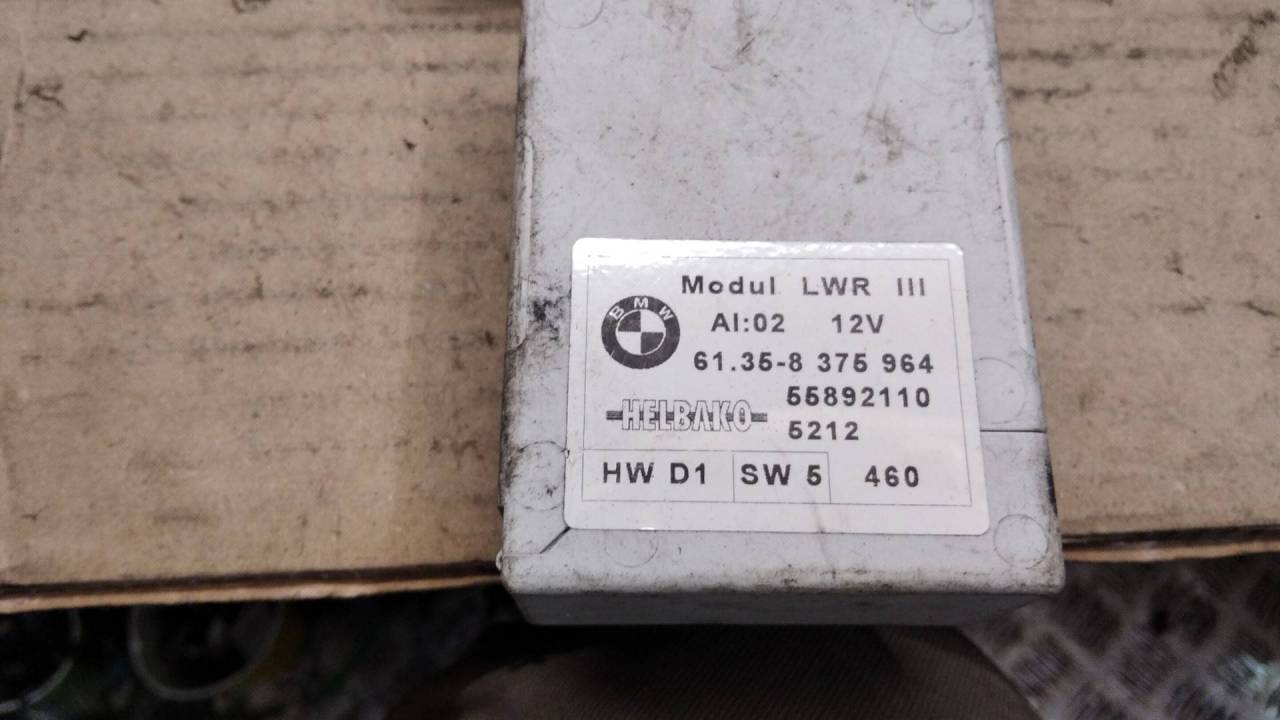 Modul LWR III
BMW
AI:02 12V
61.35-8 375 964
HELBAKO
55892110
5212
HW D1 SW 5 460